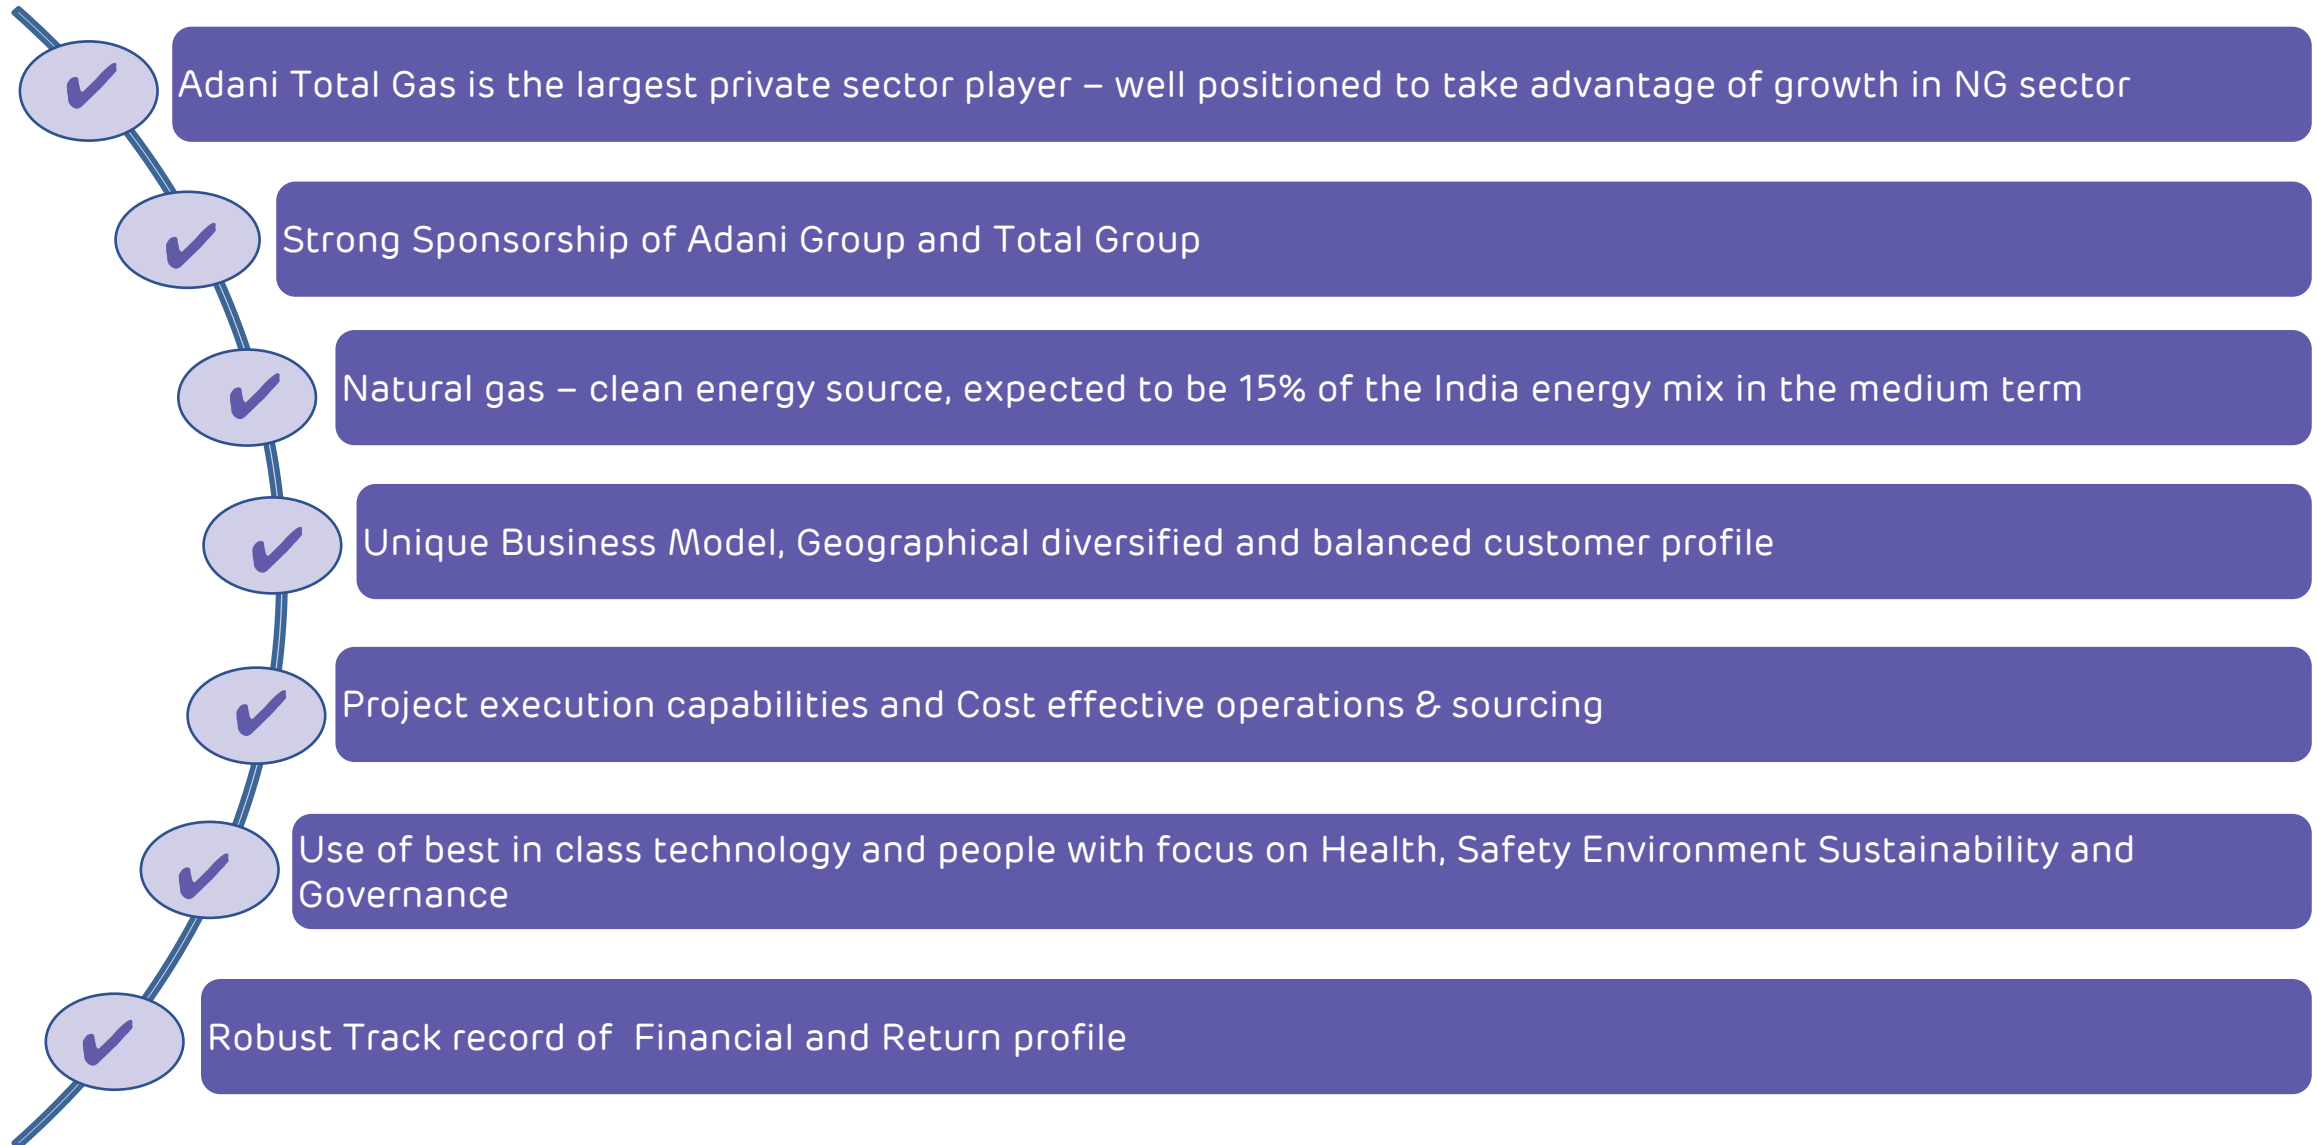 Adani Total Gas is the largest private sector player – well positioned to take advantage of growth in NG sector
Strong Sponsorship of Adani Group and Total Group
Natural gas – clean energy source, expected to be 15% of the India energy mix in the medium term
Unique Business Model, Geographical diversified and balanced customer profile
Project execution capabilities and Cost effective operations & sourcing
Use of best in class technology and people with focus on Health, Safety Environment Sustainability and
Governance
Robust Track record of  Financial and Return profile